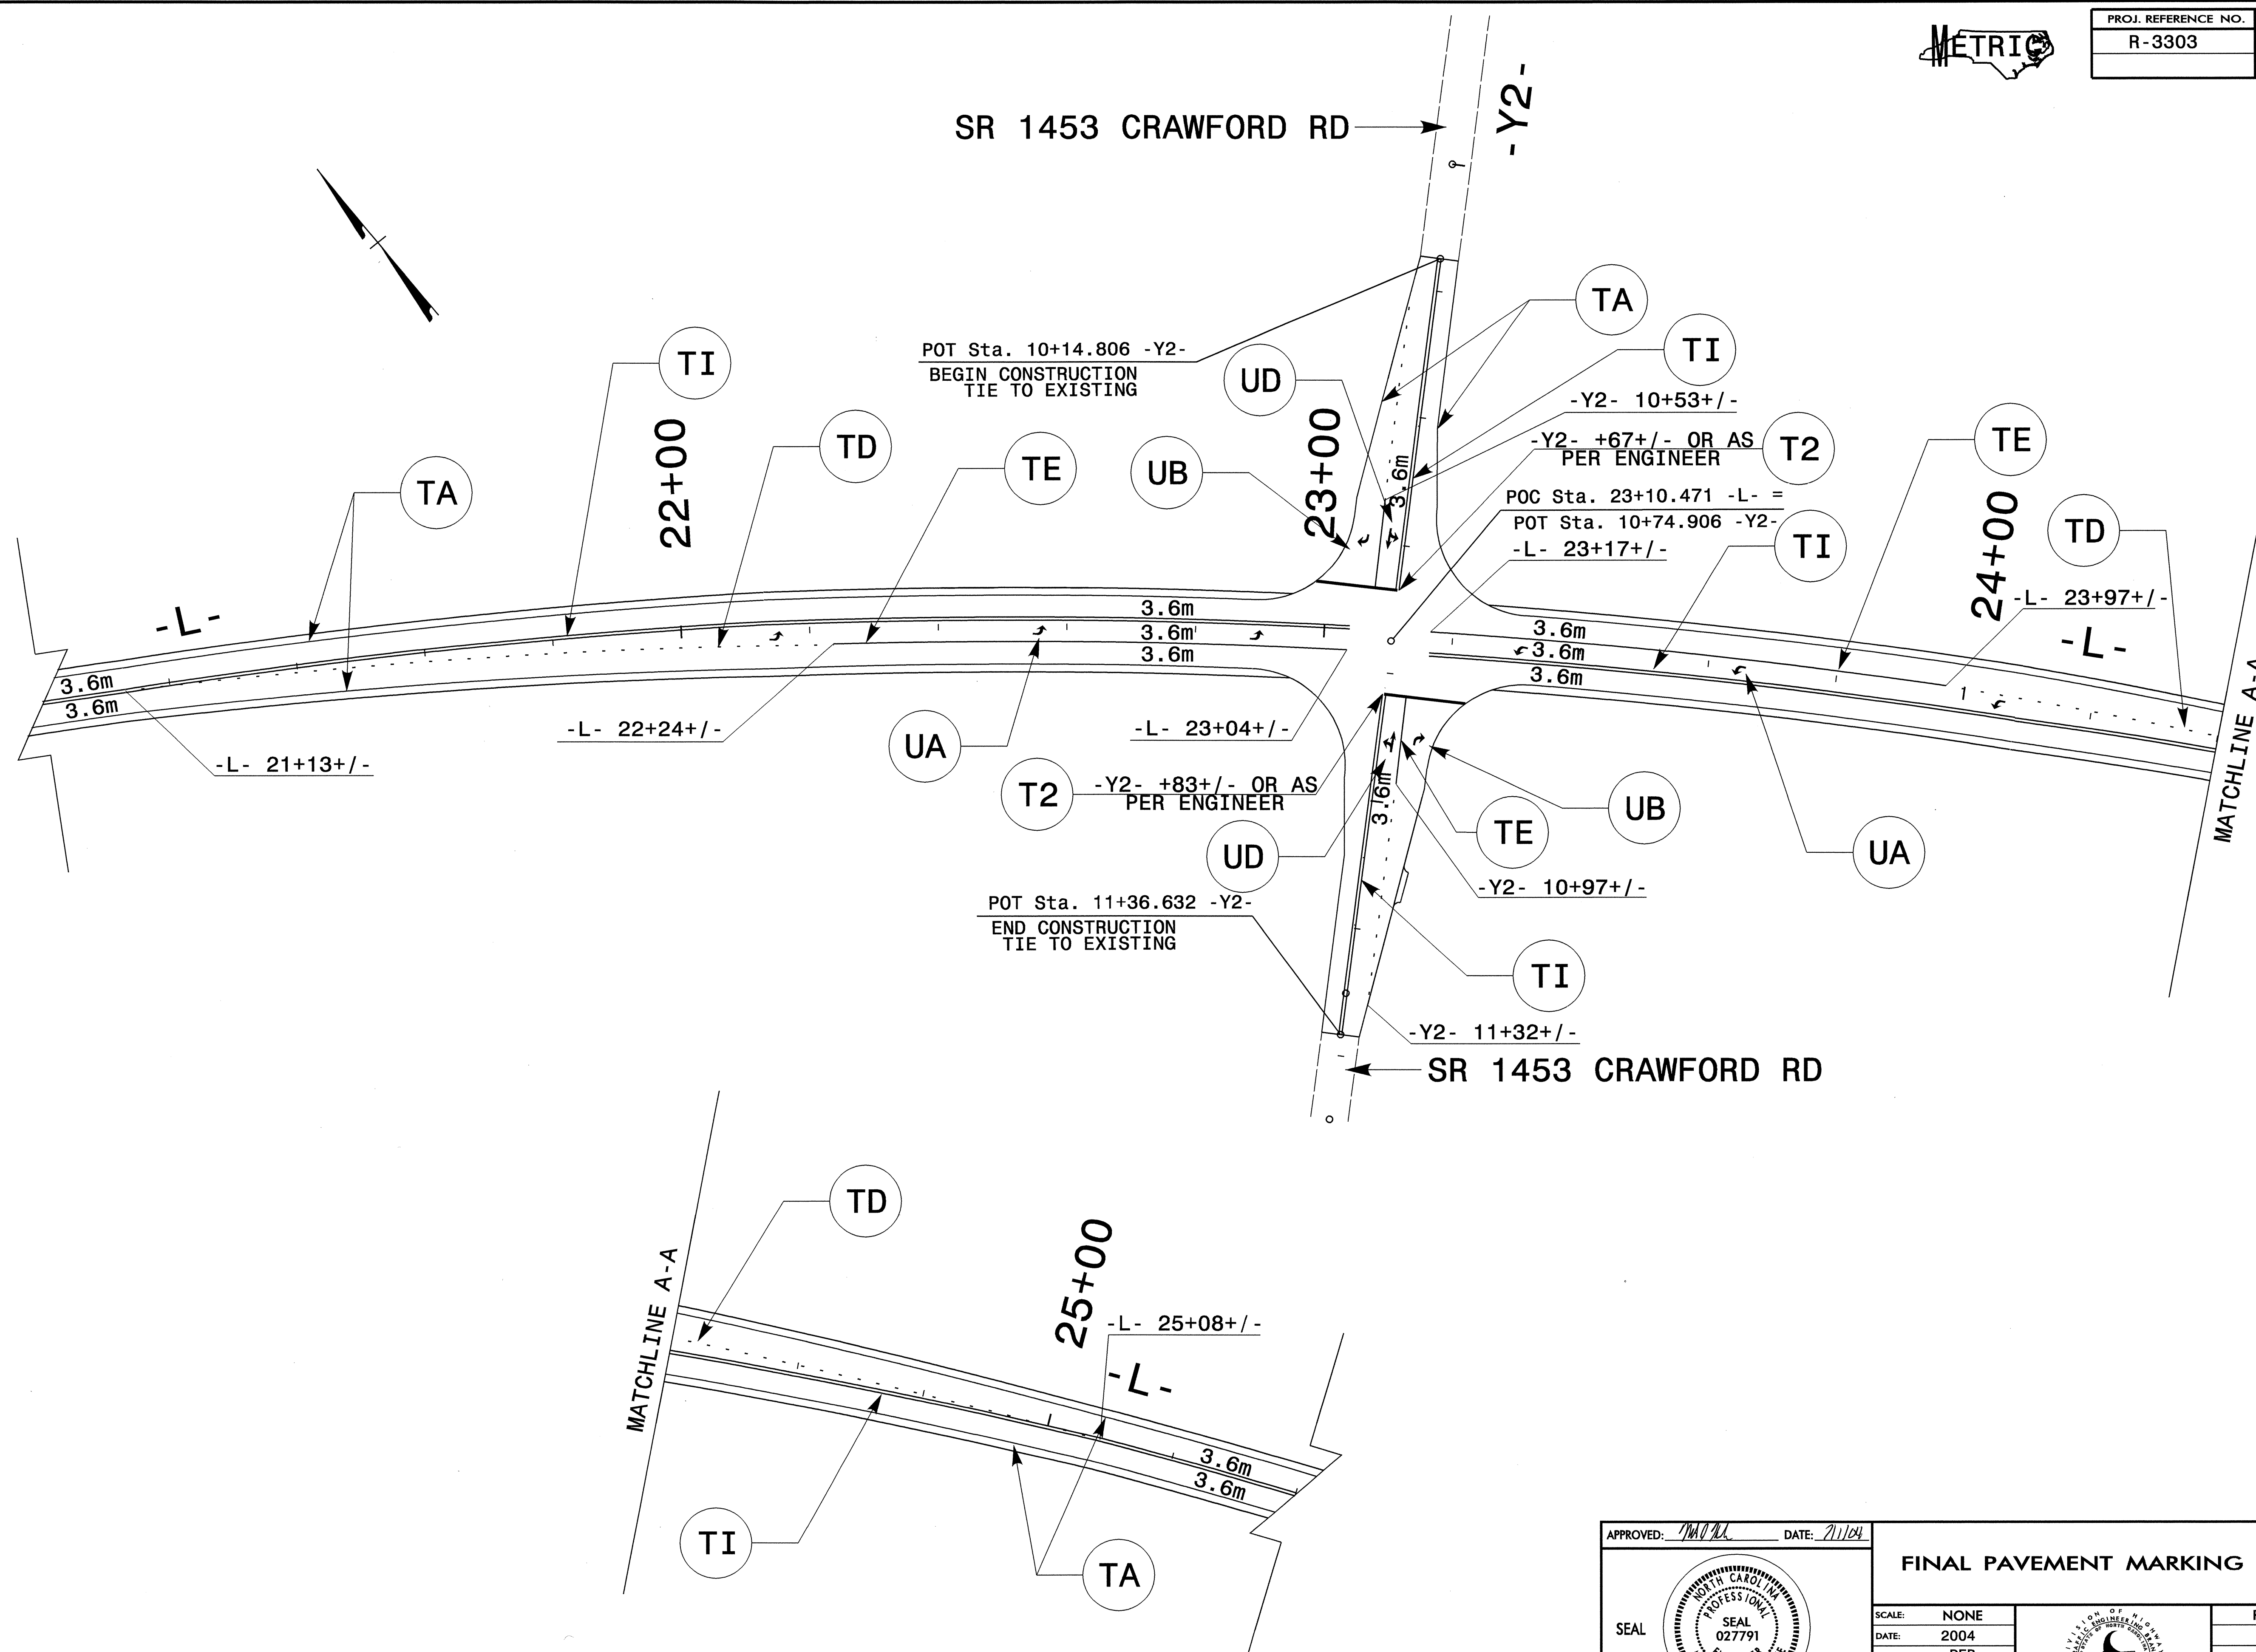 METRIC
PROJ. REFERENCE NO.
R-3303
SR 1453 CRAWFORD RD
-Y2-
TA
POT Sta. 10+14.806 -Y2-
BEGIN CONSTRUCTION
TIE TO EXISTING
UD
TI
-Y2- 10+53+/-
TI
22+00
TD
TE
UB
23+00
3.6m
-Y2- +67+/- OR AS
PER ENGINEER
T2
TE
TA
POC Sta. 23+10.471 -L- =
POT Sta. 10+74.906 -Y2-
-L- 23+17+/-
TI
24+00
TD
-L- 23+97+/-
-L-
-L-
3.6m
3.6m
3.6m
3.6m
3.6m
3.6m
3.6m
3.6m
-L- 21+13+/-
-L- 22+24+/-
UA
-L- 23+04+/-
T2
-Y2- +83+/- OR AS
PER ENGINEER
3.6m
UD
TE
UB
UA
MATCHLINE A-A
-Y2- 10+97+/-
POT Sta. 11+36.632 -Y2-
END CONSTRUCTION
TIE TO EXISTING
TI
-Y2- 11+32+/-
SR 1453 CRAWFORD RD
TD
MATCHLINE A-A
25+00
-L- 25+08+/-
-L-
3.6m
3.6m
TI
TA
APPROVED: DATE: 7/1/04
FINAL PAVEMENT MARKING
SEAL
NORTH CAROLINA
PROFESSIONAL
SEAL
027791
SCALE: NONE
DATE: 2004